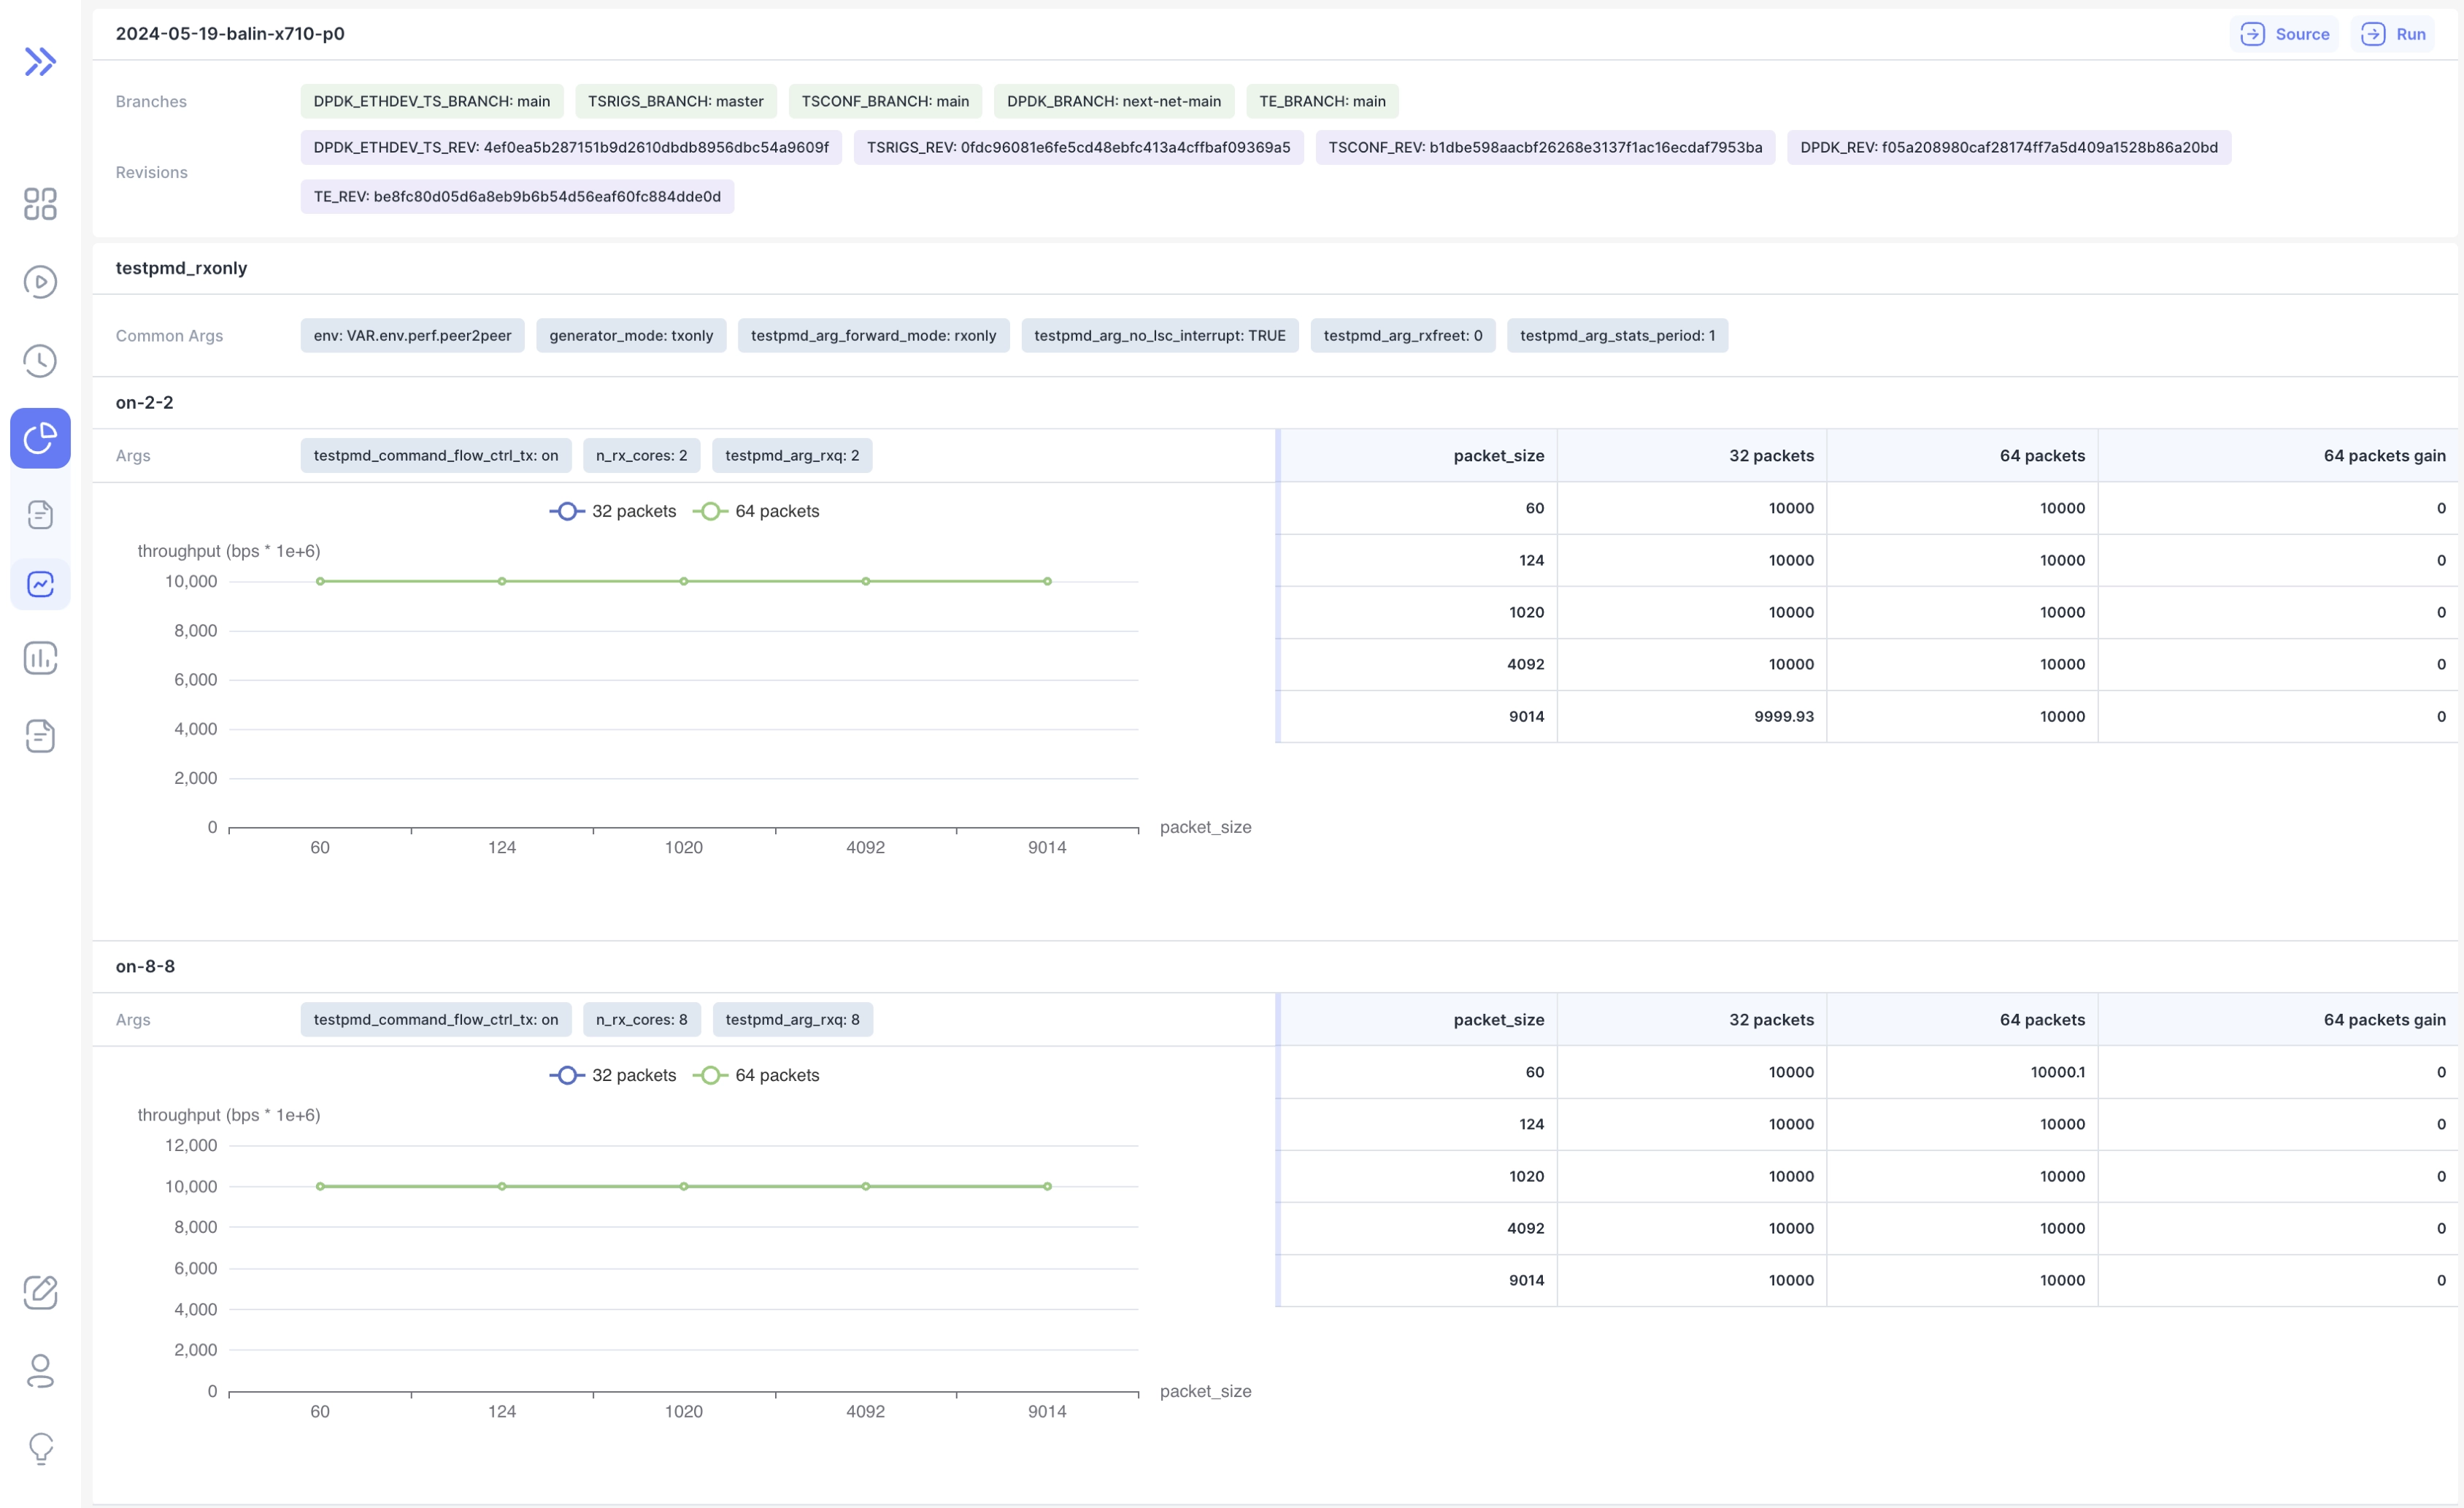 2024-05-19-balin-x710-p0
Source
Run
Branches
DPDK_ETHDEV_TS_BRANCH: main
TSRIGS_BRANCH: master
TSCONF_BRANCH: main
DPDK_BRANCH: next-net-main
TE_BRANCH: main
Revisions
DPDK_ETHDEV_TS_REV: 4ef0ea5b287151b9d2610dbdb8956dbc54a9609f
TSRIGS_REV: 0fdc96081e6fe5cd48ebfc413a4cffbaf09369a5
TSCONF_REV: b1dbe598aacbf26268e3137f1ac16ecdaf7953ba
DPDK_REV: f05a208980caf28174ff7a5d409a1528b86a20bd
TE_REV: be8fc80d05d6a8eb9b6b54d56eaf60fc884dde0d
testpmd_rxonly
Common Args
env: VAR.env.perf.peer2peer
generator_mode: txonly
testpmd_arg_forward_mode: rxonly
testpmd_arg_no_lsc_interrupt: TRUE
testpmd_arg_rxfreet: 0
testpmd_arg_stats_period: 1
on-2-2
Args
testpmd_command_flow_ctrl_tx: on
n_rx_cores: 2
testpmd_arg_rxq: 2
32 packets
64 packets
throughput (bps * 1e+6)
10,000
8,000
6,000
4,000
2,000
0
60 124 1020 4092 9014
packet_size
packet_size 32 packets 64 packets 64 packets gain
60 10000 10000 0
124 10000 10000 0
1020 10000 10000 0
4092 10000 10000 0
9014 9999.93 10000 0
on-8-8
Args
testpmd_command_flow_ctrl_tx: on
n_rx_cores: 8
testpmd_arg_rxq: 8
32 packets
64 packets
throughput (bps * 1e+6)
12,000
10,000
8,000
6,000
4,000
2,000
0
60 124 1020 4092 9014
packet_size
packet_size 32 packets 64 packets 64 packets gain
60 10000 10000.1 0
124 10000 10000 0
1020 10000 10000 0
4092 10000 10000 0
9014 10000 10000 0